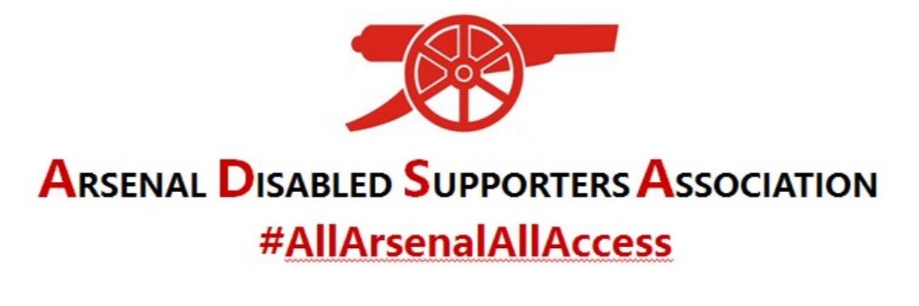 ARSENAL DISABLED SUPPORTERS ASSOCIATION
#AllArsenalAllAccess